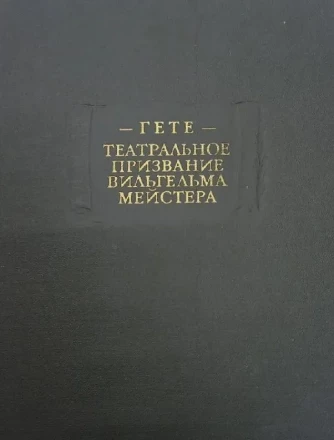 — ГЕТЕ —
ТЕАТРАЛЬНОЕ
ПРИЗВАНИЕ
ВИЛЬГЕЛЬМА
МЕЙСТЕРА